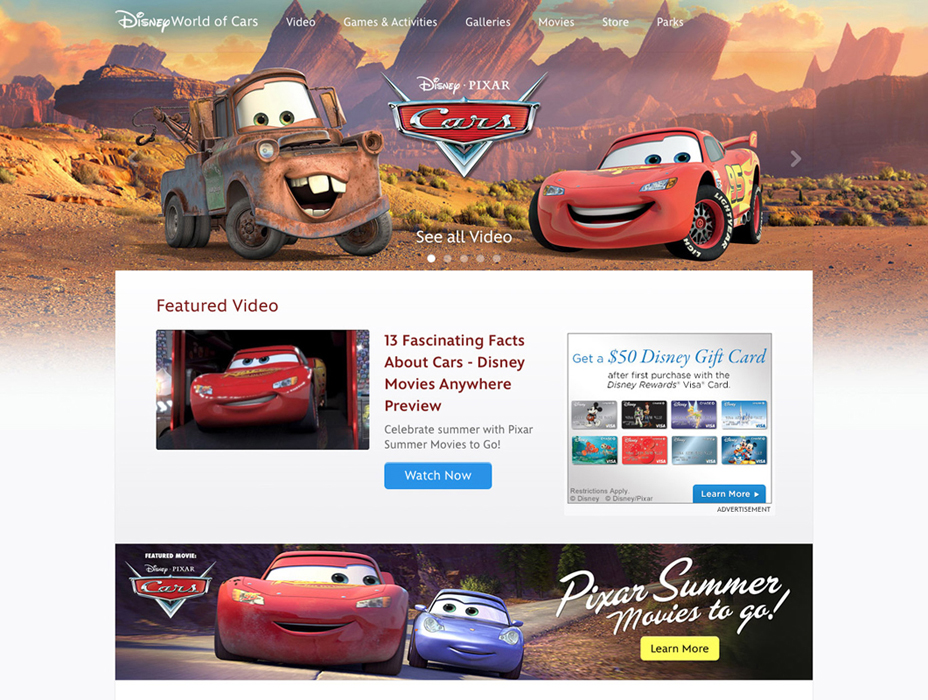 Disney World of Cars Video Games & Activities Galleries Movies Store Parks
Disney · PIXAR
Cars
95
LIGHTYEAR
See all Video
Featured Video
13 Fascinating Facts
About Cars - Disney
Movies Anywhere
Preview
Celebrate summer with Pixar
Summer Movies to Go!
Watch Now
Get a $50 Disney Gift Card
after first purchase with the
Disney Rewards® Visa® Card.
Restrictions Apply.
© Disney © Disney/Pixar
Learn More
ADVERTISEMENT
FEATURED MOVIE:
Disney · PIXAR
Cars
Pixar Summer
Movies to go!
Learn More